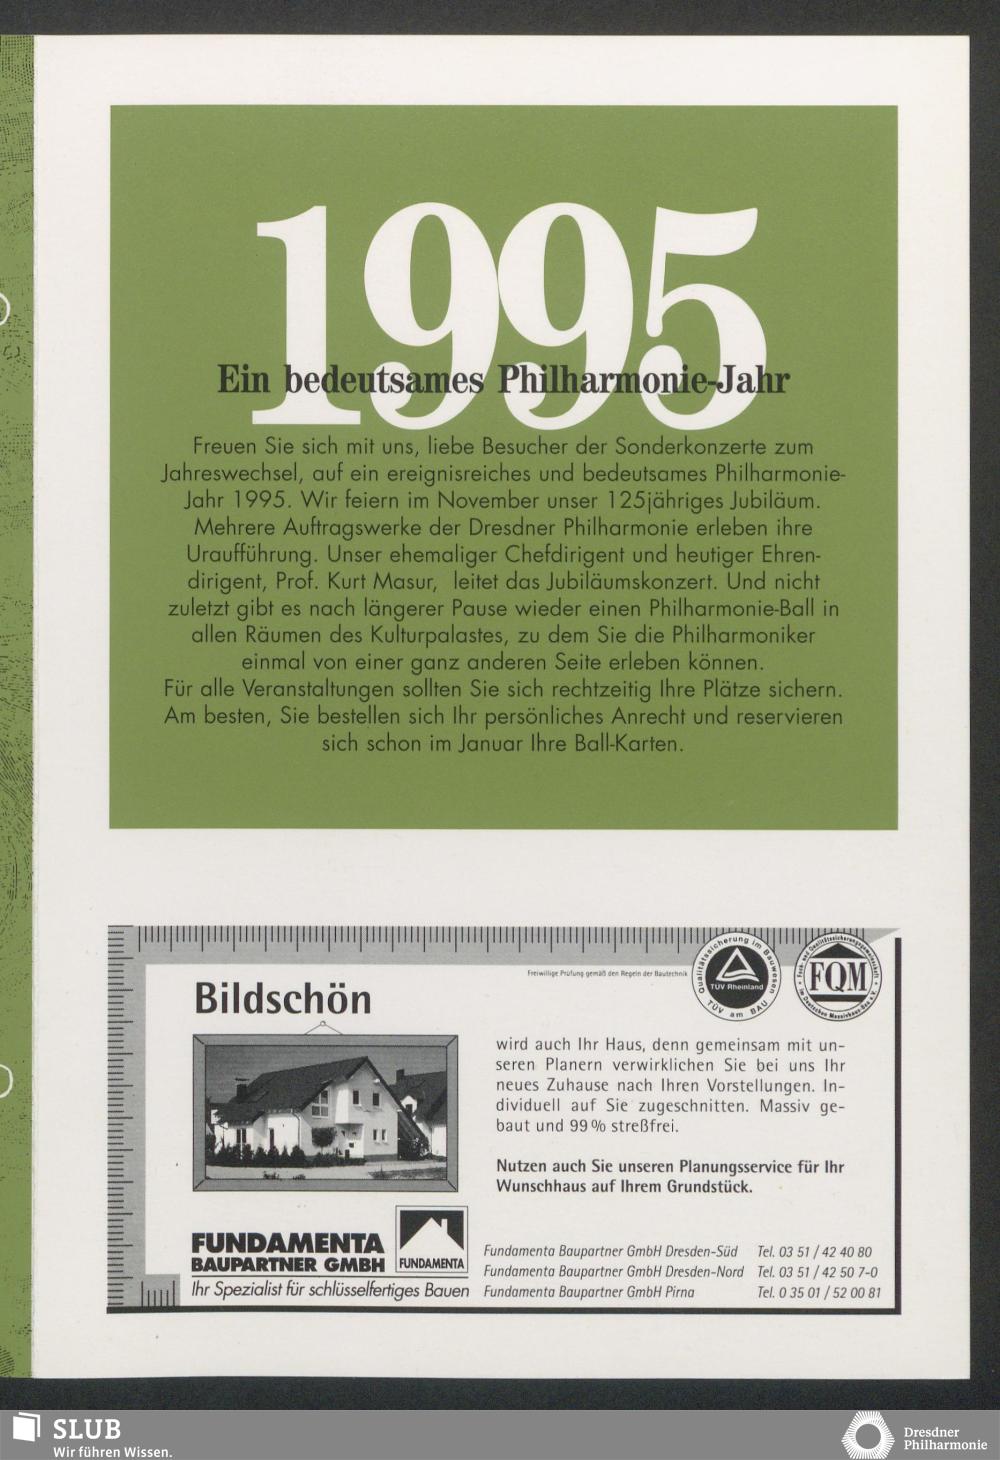 1995
Ein bedeutsames Philharmonie-Jahr
Freuen Sie sich mit uns, liebe Besucher der Sonderkonzerte zum
Jahreswechsel, auf ein ereignisreiches und bedeutsames Philharmonie-
Jahr 1995. Wir feiern im November unser 125jähriges Jubiläum.
Mehrere Auftragswerke der Dresdner Philharmonie erleben ihre
Uraufführung. Unser ehemaliger Chefdirigent und heutiger Ehren-
dirigent, Prof. Kurt Masur, leitet das Jubiläumskonzert. Und nicht
zuletzt gibt es nach längerer Pause wieder einen Philharmonie-Ball in
allen Räumen des Kulturpalastes, zu dem Sie die Philharmoniker
einmal von einer ganz anderen Seite erleben können.
Für alle Veranstaltungen sollten Sie sich rechtzeitig Ihre Plätze sichern.
Am besten, Sie bestellen sich Ihr persönliches Anrecht und reservieren
sich schon im Januar Ihre Ball-Karten.
Freiwillige Prüfung gemäß den Regeln der Bautechnik
Qualitätssicherung im Bauwesen
TÜV Rheinland
TÜV am BAU
FQM
Bildschön
wird auch Ihr Haus, denn gemeinsam mit un-
seren Planern verwirklichen Sie bei uns Ihr
neues Zuhause nach Ihren Vorstellungen. In-
dividuell auf Sie zugeschnitten. Massiv ge-
baut und 99 % streßfrei.
Nutzen auch Sie unseren Planungsservice für Ihr
Wunschhaus auf Ihrem Grundstück.
FUNDAMENTA
BAUPARTNER GMBH
FUNDAMENTA
Ihr Spezialist für schlüsselfertiges Bauen
Fundamenta Baupartner GmbH Dresden-Süd Tel. 03 51 / 42 40 80
Fundamenta Baupartner GmbH Dresden-Nord Tel. 03 51 / 42 50 7-0
Fundamenta Baupartner GmbH Pirna Tel. 0 35 01 / 52 00 81
SLUB
Wir führen Wissen.
Dresdner
Philharmonie